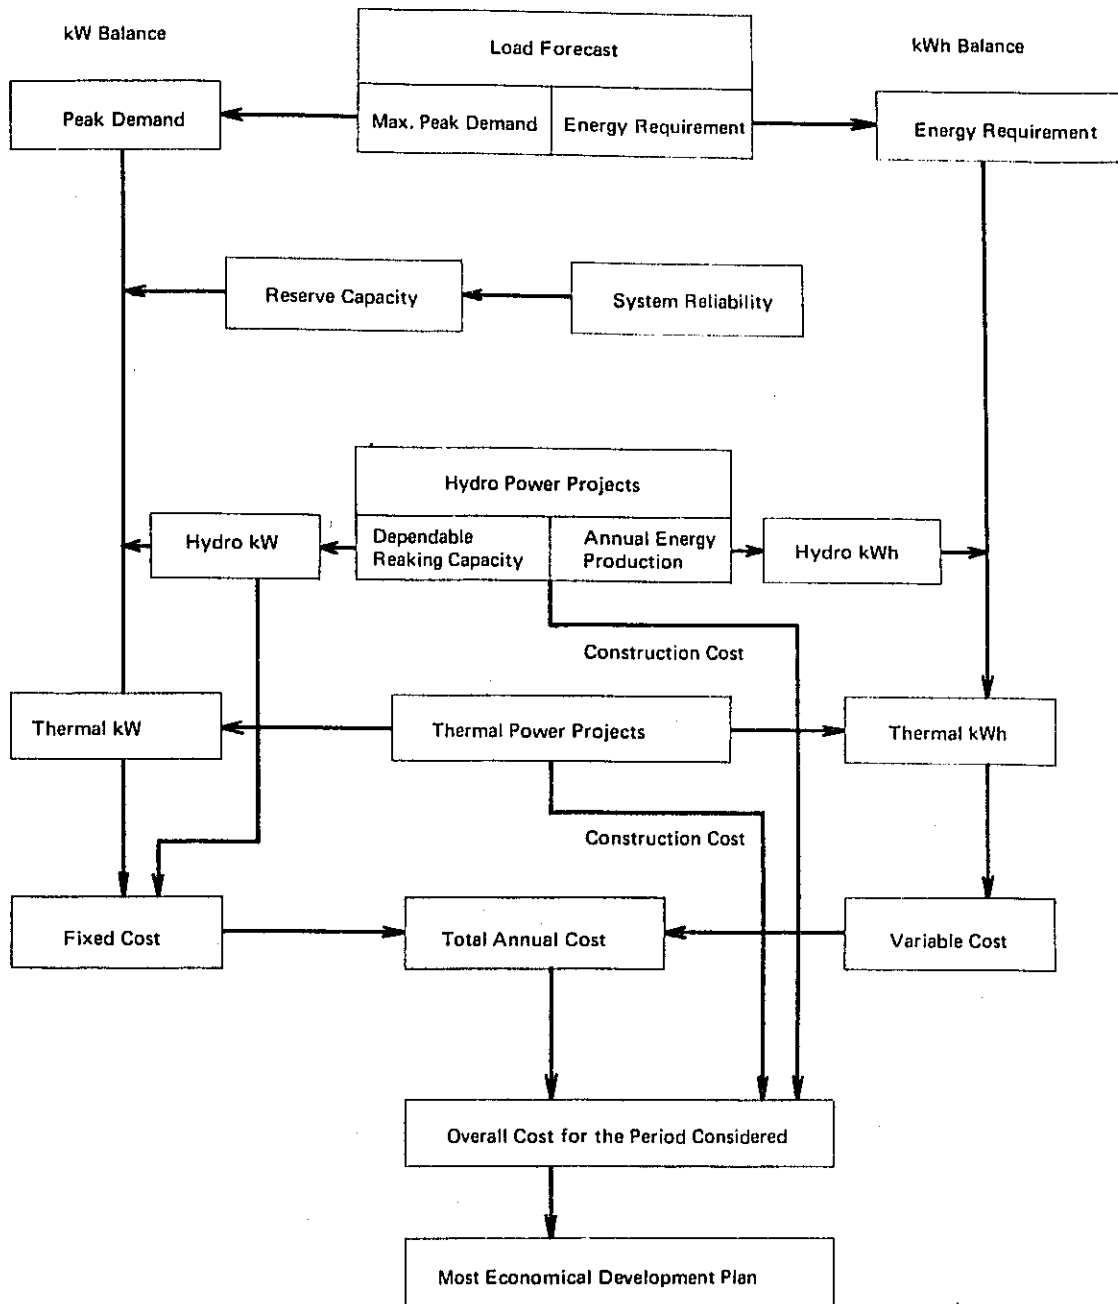 kW Balance
Load Forecast
kWh Balance
Peak Demand
Max. Peak Demand
Energy Requirement
Energy Requirement
Reserve Capacity
System Reliability
Hydro Power Projects
Hydro kW
Dependable
Reaking Capacity
Annual Energy
Production
Hydro kWh
Construction Cost
Thermal kW
Thermal Power Projects
Thermal kWh
Construction Cost
Fixed Cost
Total Annual Cost
Variable Cost
Overall Cost for the Period Considered
Most Economical Development Plan